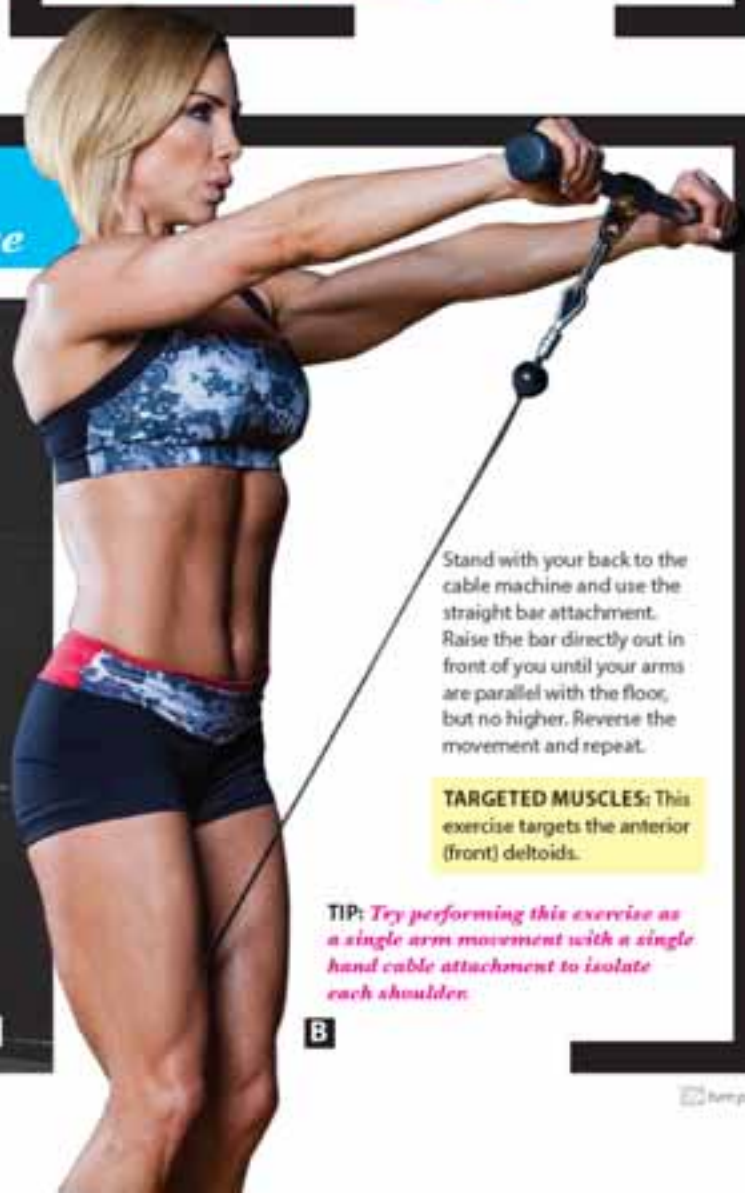 e
Stand with your back to the
cable machine and use the
straight bar attachment.
Raise the bar directly out in
front of you until your arms
are parallel with the floor,
but no higher. Reverse the
movement and repeat.
TARGETED MUSCLES: This
exercise targets the anterior
(front) deltoids.
TIP: Try performing this exercise as
a single arm movement with a single
hand cable attachment to isolate
each shoulder.
B